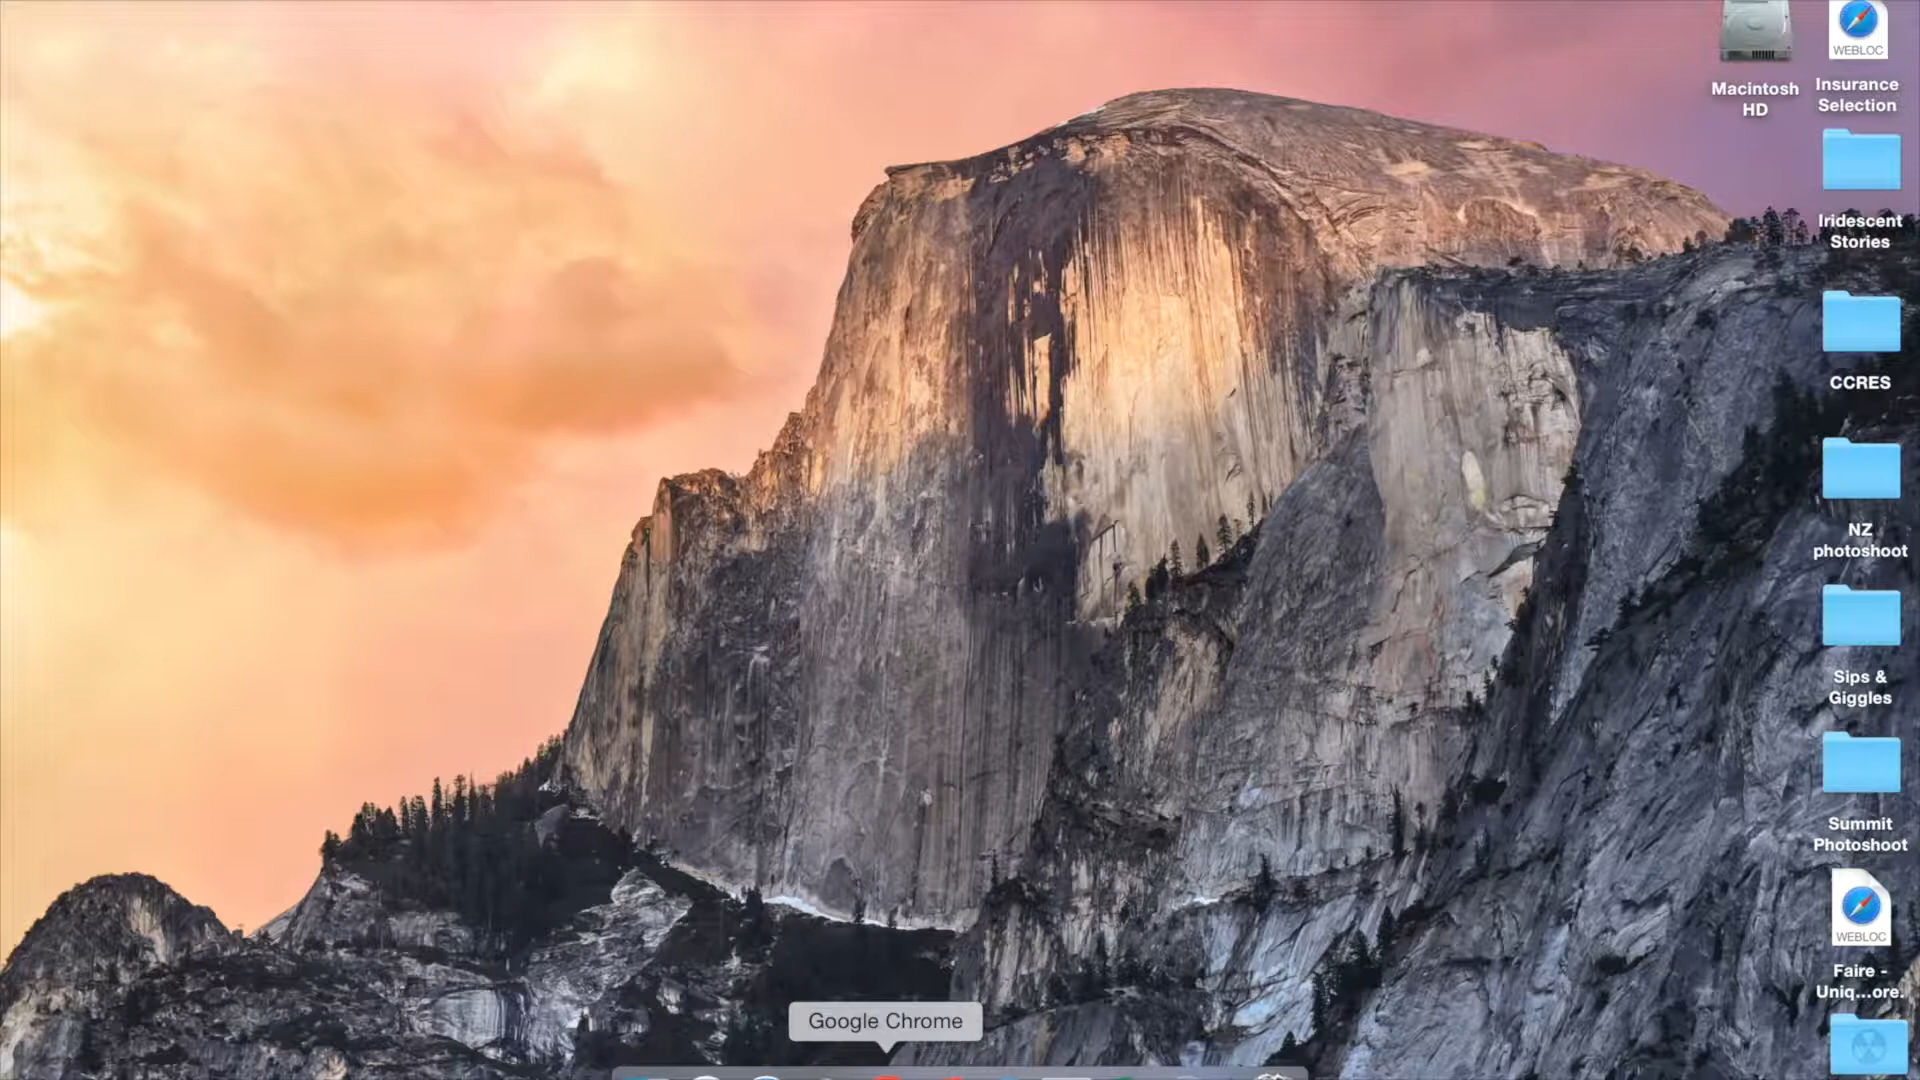 WEBLOC
Macintosh
HD
Insurance
Selection
Iridescent
Stories
CCRES
NZ
photoshoot
Sips &
Giggles
Summit
Photoshoot
WEBLOC
Faire -
Uniq...ore.
Google Chrome